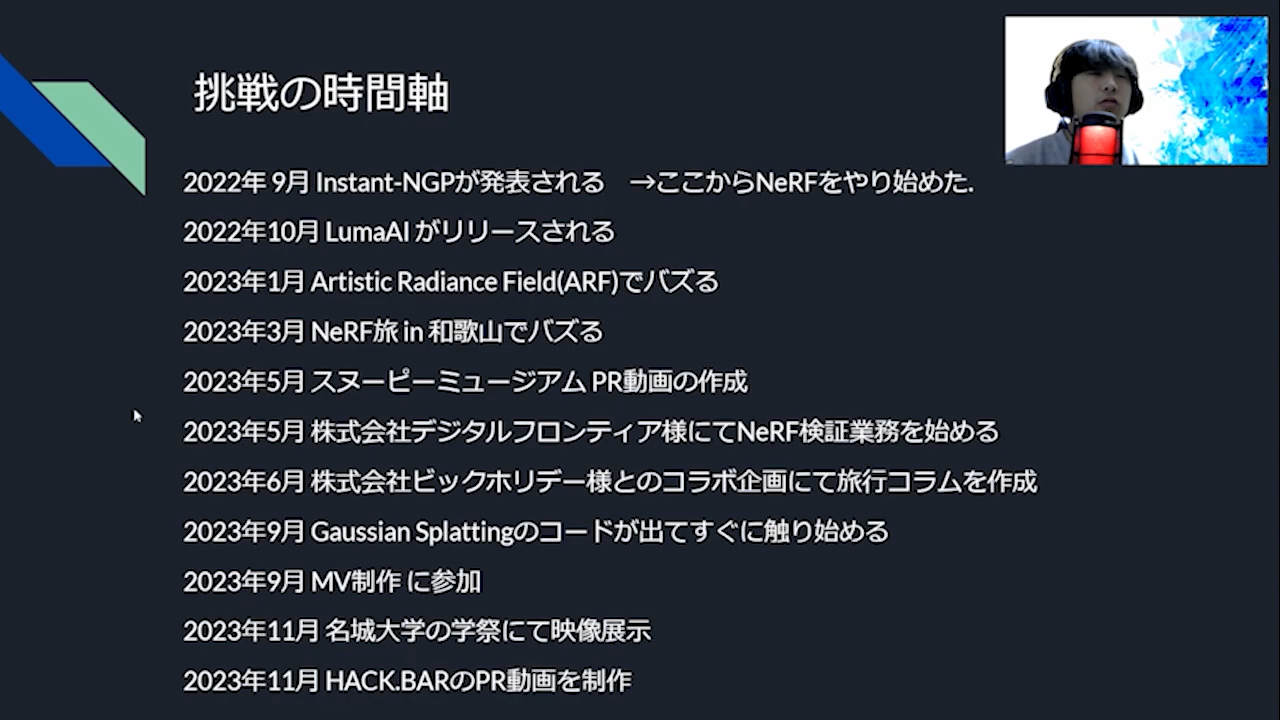 挑戦の時間軸
2022年 9月 Instant-NGPが発表される　→ここからNeRFをやり始めた.
2022年10月 LumaAI がリリースされる
2023年1月 Artistic Radiance Field(ARF)でバズる
2023年3月 NeRF旅 in 和歌山でバズる
2023年5月 スヌーピーミュージアム PR動画の作成
2023年5月 株式会社デジタルフロンティア様にてNeRF検証業務を始める
2023年6月 株式会社ビックホリデー様とのコラボ企画にて旅行コラムを作成
2023年9月 Gaussian Splattingのコードが出てすぐに触り始める
2023年9月 MV制作 に参加
2023年11月 名城大学の学祭にて映像展示
2023年11月 HACK.BARのPR動画を制作